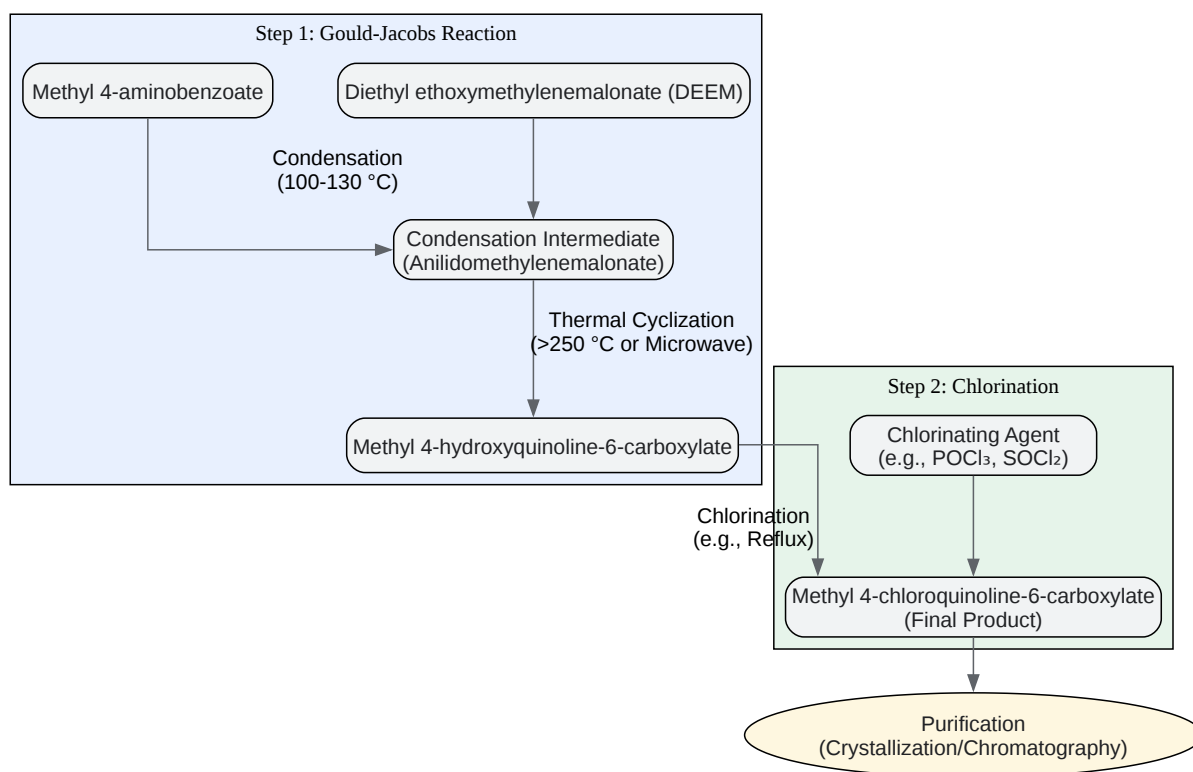 Step 1: Gould-Jacobs Reaction
Methyl 4-aminobenzoate
Diethyl ethoxymethylenemalonate (DEEM)
Condensation
(100-130 °C)
Condensation Intermediate
(Anilidomethylenemalonate)
Thermal Cyclization
(>250 °C or Microwave)
Methyl 4-hydroxyquinoline-6-carboxylate
Step 2: Chlorination
Chlorinating Agent
(e.g., POCl₃, SOCl₂)
Chlorination
(e.g., Reflux)
Methyl 4-chloroquinoline-6-carboxylate
(Final Product)
Purification
(Crystallization/Chromatography)